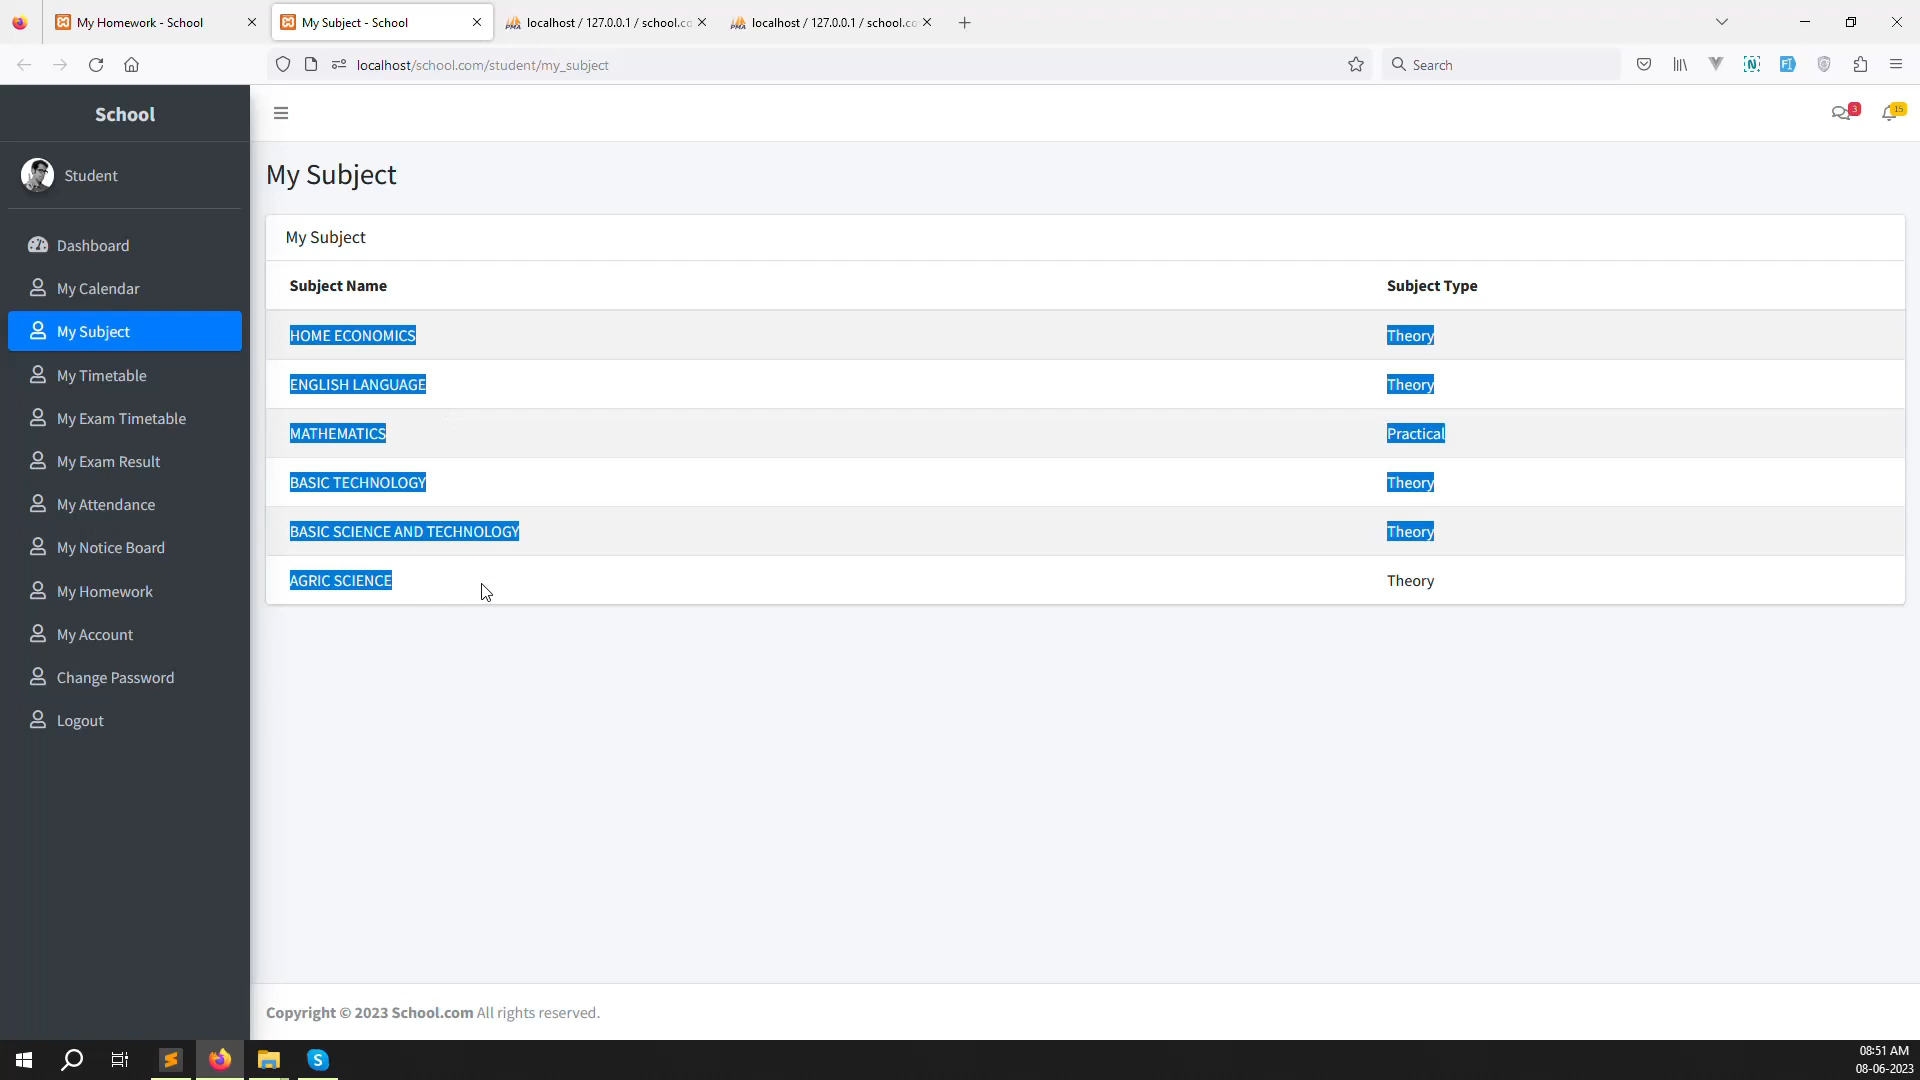 My Homework - School
My Subject - School
localhost / 127.0.0.1 / school.co
localhost / 127.0.0.1 / school.co
localhost/school.com/student/my_subject
Search
School
3
15
Student
My Subject
Dashboard
My Calendar
My Subject
My Timetable
My Exam Timetable
My Exam Result
My Attendance
My Notice Board
My Homework
My Account
Change Password
Logout
My Subject
Subject Name Subject Type
HOME ECONOMICS Theory
ENGLISH LANGUAGE Theory
MATHEMATICS Practical
BASIC TECHNOLOGY Theory
BASIC SCIENCE AND TECHNOLOGY Theory
AGRIC SCIENCE Theory
Copyright © 2023 School.com All rights reserved.
08:51 AM
08-06-2023